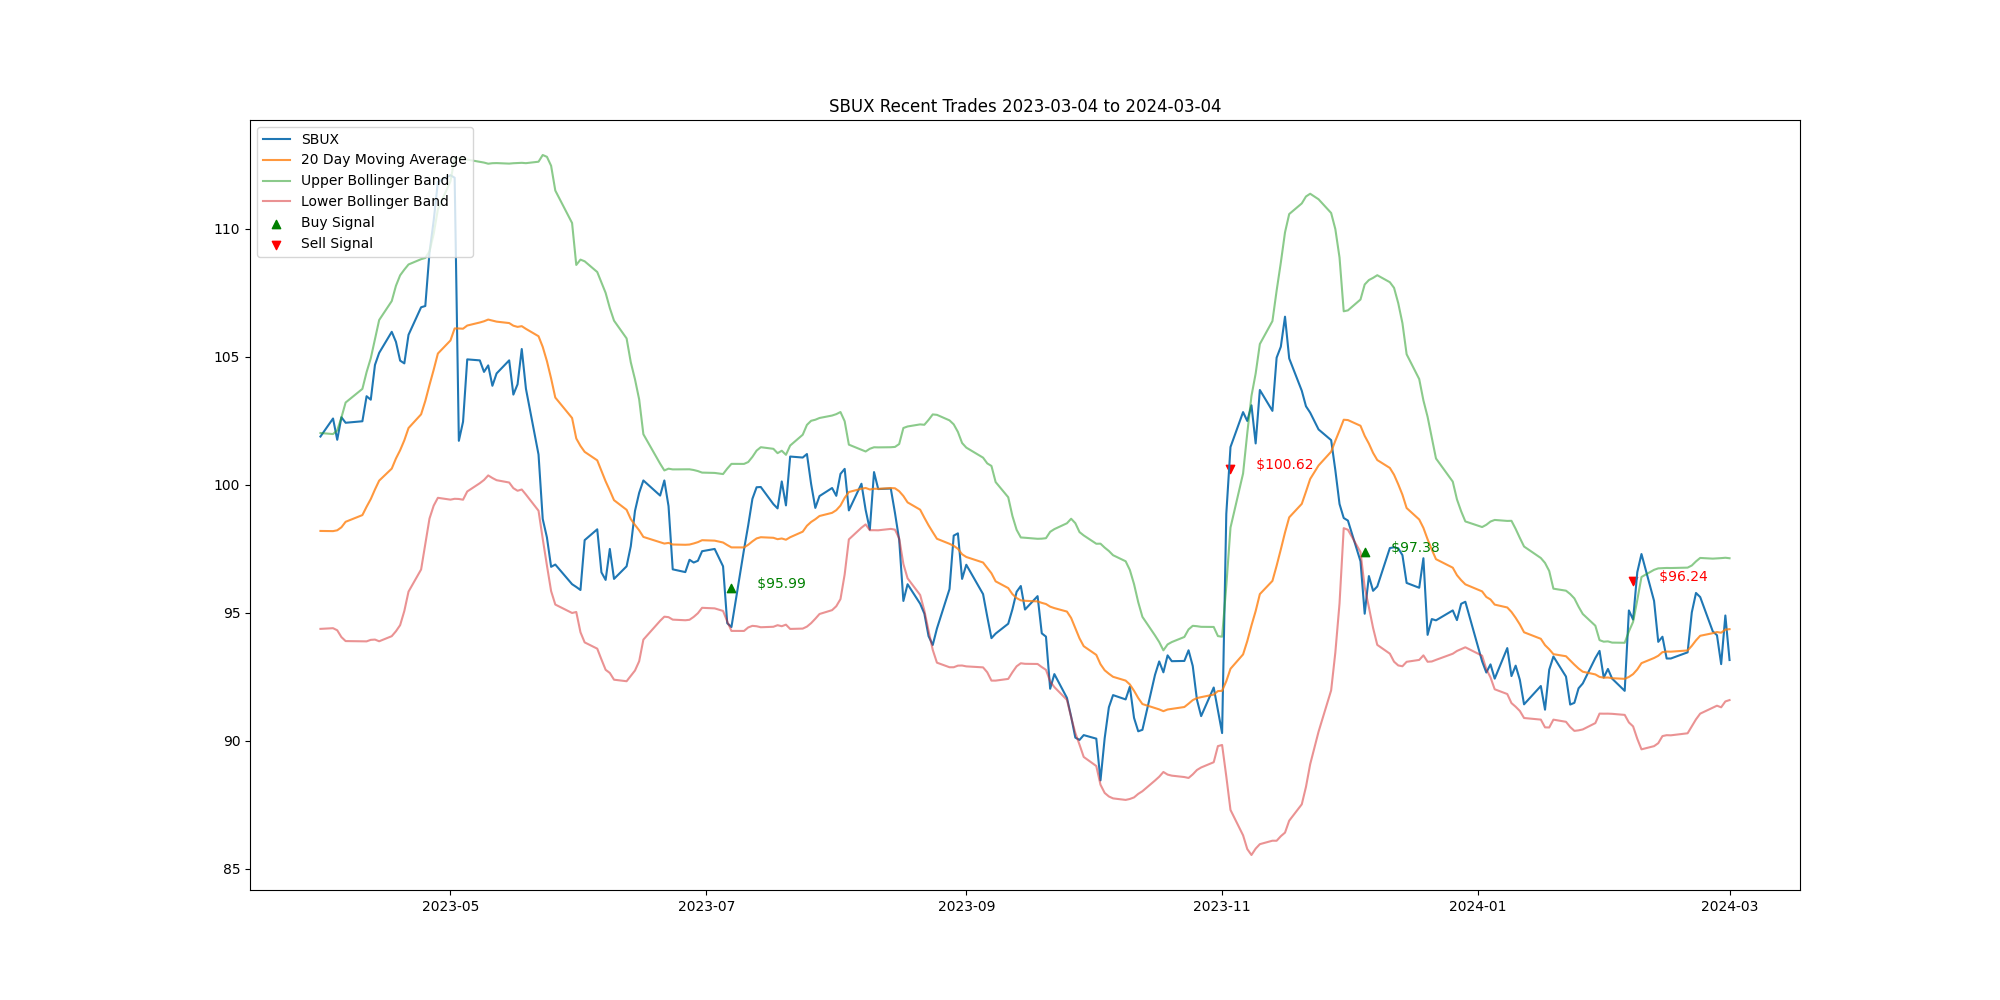 SBUX Recent Trades 2023-03-04 to 2024-03-04
SBUX
20 Day Moving Average
Upper Bollinger Band
Lower Bollinger Band
Buy Signal
Sell Signal
110
105
100
95
90
85
$100.62
$97.38
$95.99
$96.24
2023-05
2023-07
2023-09
2023-11
2024-01
2024-03